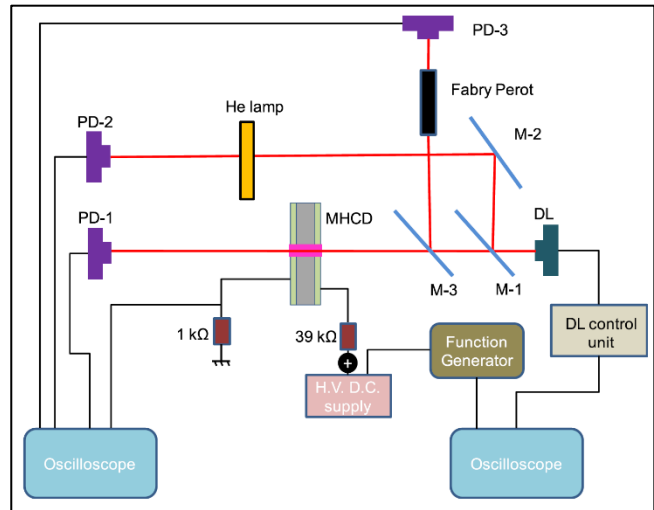 PD-3
Fabry Perot
He lamp
M-2
PD-2
MHCD
DL
PD-1
M-3
M-1
1 kΩ
39 kΩ
+
Function
Generator
DL control
unit
H.V. D.C.
supply
Oscilloscope
Oscilloscope